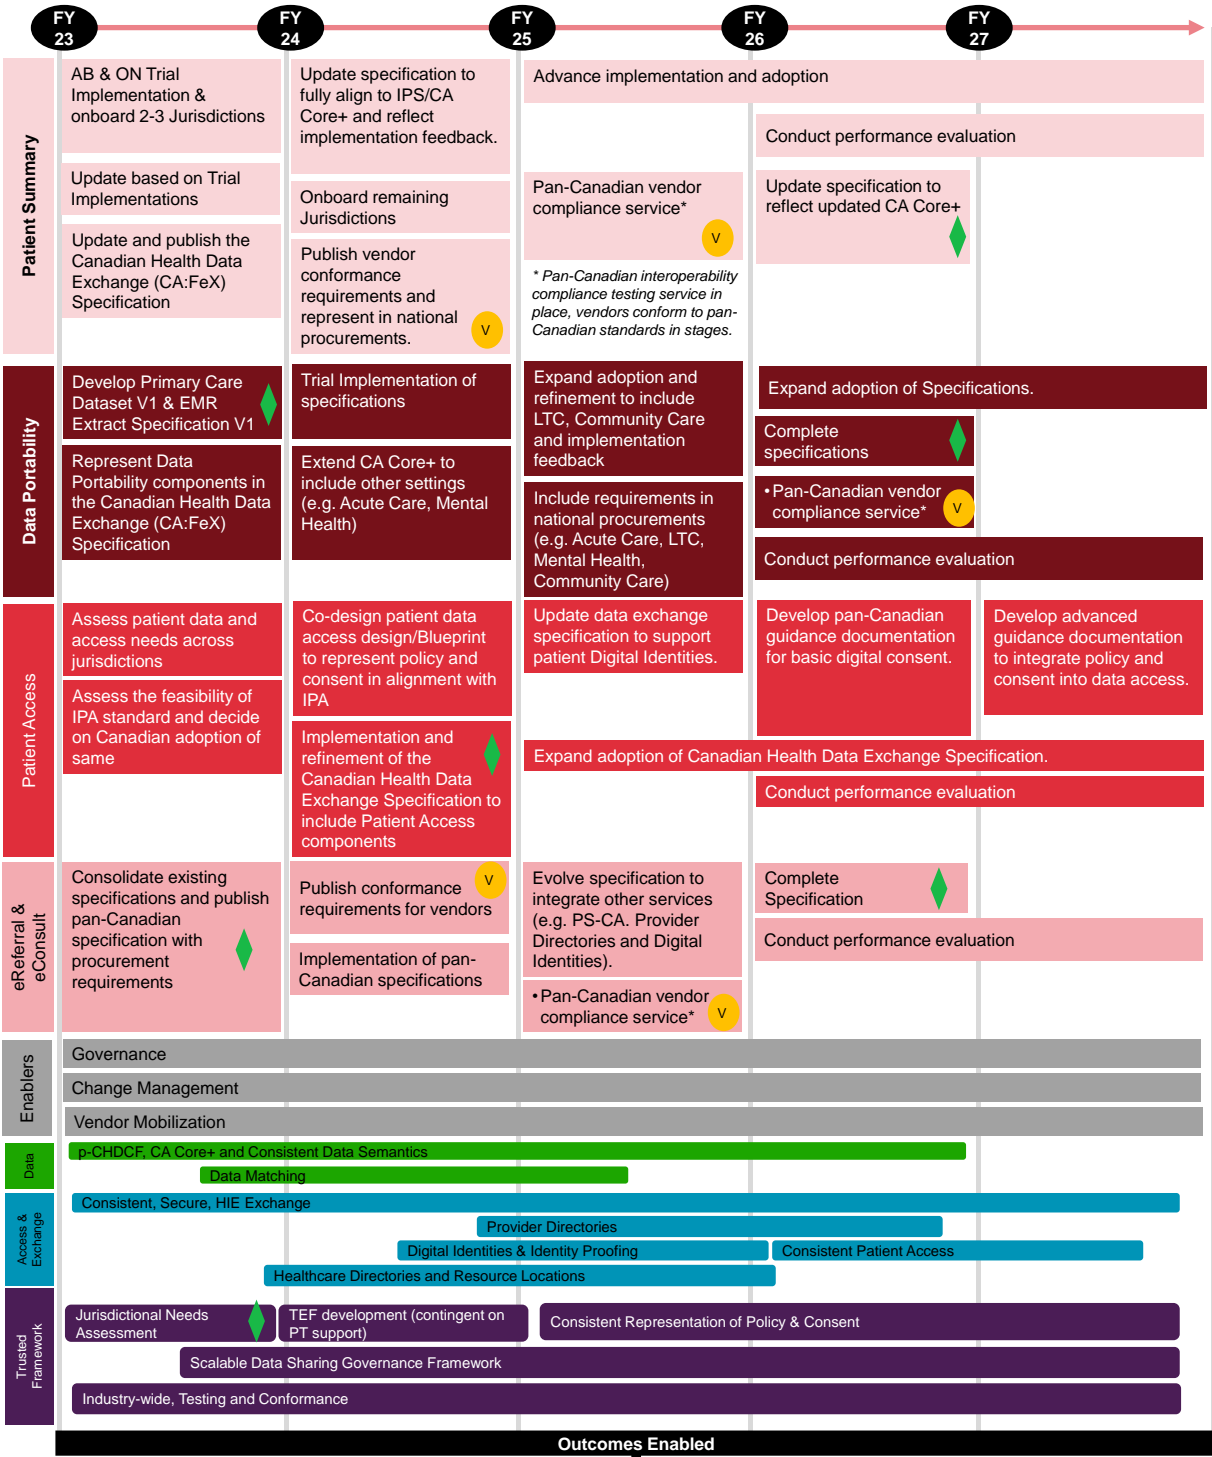 FY
23
FY
24
FY
25
FY
26
FY
27
Patient Summary
AB & ON Trial
Implementation &
onboard 2-3 Jurisdictions
Update based on Trial
Implementations
Update and publish the
Canadian Health Data
Exchange (CA:FeX)
Specification
Update specification to
fully align to IPS/CA
Core+ and reflect
implementation feedback.
Onboard remaining
Jurisdictions
Publish vendor
conformance
requirements and
represent in national
procurements.
V
Advance implementation and adoption
Pan-Canadian vendor
compliance service*
V
* Pan-Canadian interoperability
compliance testing service in
place, vendors conform to pan-
Canadian standards in stages.
Conduct performance evaluation
Update specification to
reflect updated CA Core+
Data Portability
Develop Primary Care
Dataset V1 & EMR
Extract Specification V1
Represent Data
Portability components in
the Canadian Health Data
Exchange (CA:FeX)
Specification
Trial Implementation of
specifications
Extend CA Core+ to
include other settings
(e.g. Acute Care, Mental
Health)
Expand adoption and
refinement to include
LTC, Community Care
and implementation
feedback
Include requirements in
national procurements
(e.g. Acute Care, LTC,
Mental Health,
Community Care)
Expand adoption of Specifications.
Complete
specifications
• Pan-Canadian vendor
compliance service*
V
Conduct performance evaluation
Patient Access
Assess patient data and
access needs across
jurisdictions
Assess the feasibility of
IPA standard and decide
on Canadian adoption of
same
Co-design patient data
access design/Blueprint
to represent policy and
consent in alignment with
IPA
Implementation and
refinement of the
Canadian Health Data
Exchange Specification to
include Patient Access
components
Update data exchange
specification to support
patient Digital Identities.
Develop pan-Canadian
guidance documentation
for basic digital consent.
Develop advanced
guidance documentation
to integrate policy and
consent into data access.
Expand adoption of Canadian Health Data Exchange Specification.
Conduct performance evaluation
eReferral &
eConsult
Consolidate existing
specifications and publish
pan-Canadian
specification with
procurement
requirements
Publish conformance
requirements for vendors
V
Implementation of pan-
Canadian specifications
Evolve specification to
integrate other services
(e.g. PS-CA. Provider
Directories and Digital
Identities).
• Pan-Canadian vendor
compliance service*
V
Complete
Specification
Conduct performance evaluation
Enablers
Governance
Change Management
Vendor Mobilization
Data
p-CHDCF, CA Core+ and Consistent Data Semantics
Data Matching
Access &
Exchange
Consistent, Secure, HIE Exchange
Provider Directories
Digital Identities & Identity Proofing
Consistent Patient Access
Healthcare Directories and Resource Locations
Trusted
Framework
Jurisdictional Needs
Assessment
TEF development (contingent on
PT support)
Consistent Representation of Policy & Consent
Scalable Data Sharing Governance Framework
Industry-wide, Testing and Conformance
Outcomes Enabled